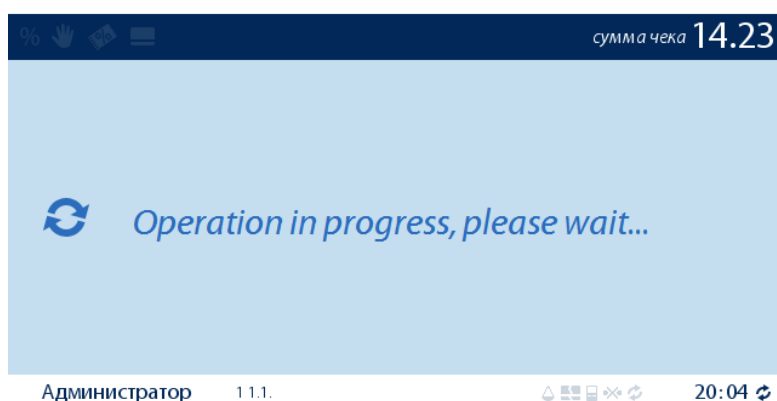 % сумма чека 14.23
Operation in progress, please wait...
Администратор 1 1.1. 20:04